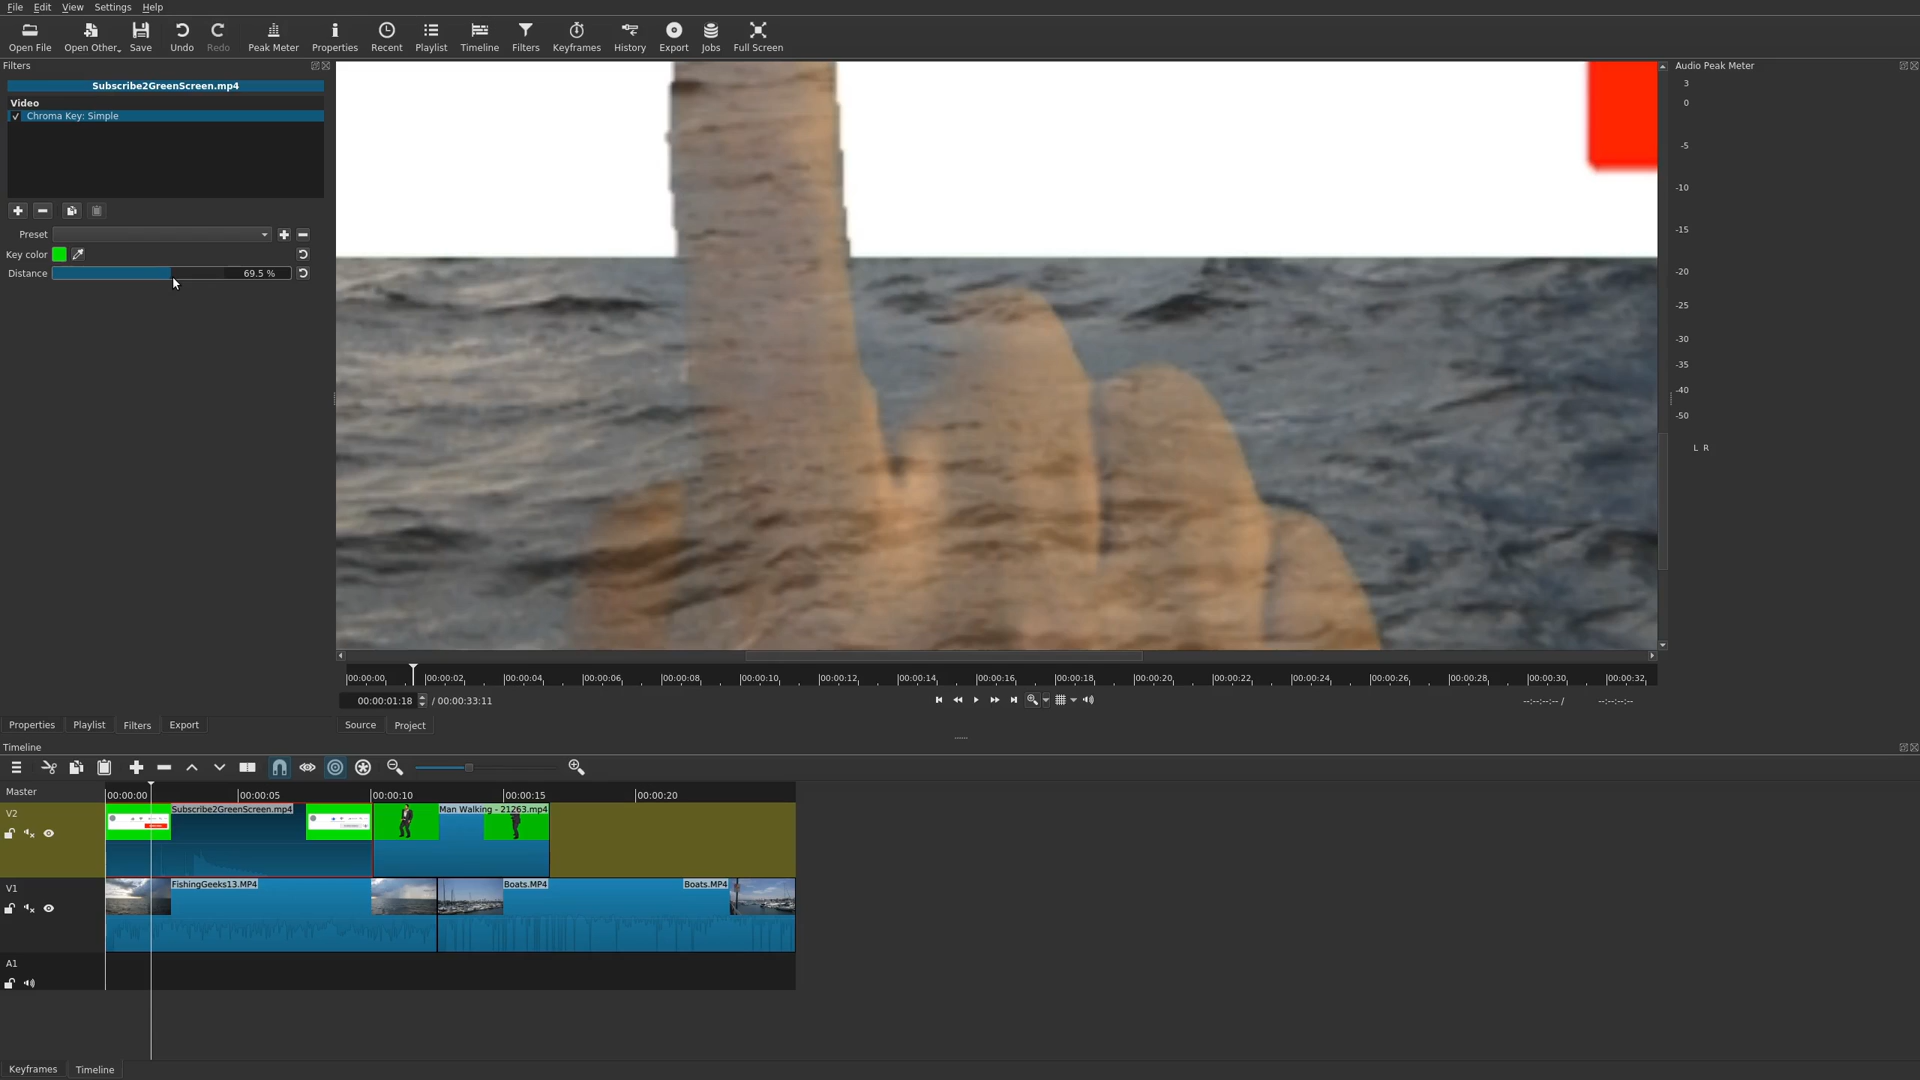 File Edit View Settings Help
Open File Open Other Save Undo Redo Peak Meter Properties Recent Playlist Timeline Filters Keyframes History Export Jobs Full Screen
Filters
Audio Peak Meter
Subscribe2GreenScreen.mp4
Video
✓ Chroma Key: Simple
Preset
Key color
Distance 69.5 %
3
0
-5
-10
-15
-20
-25
-30
-35
-40
-50
L R
00:00:00 00:00:02 00:00:04 00:00:06 00:00:08 00:00:10 00:00:12 00:00:14 00:00:16 00:00:18 00:00:20 00:00:22 00:00:24 00:00:26 00:00:28 00:00:30 00:00:32
00:00:01:18 / 00:00:33:11 --:--:--:-- / --:--:--:--
Properties Playlist Filters Export Source Project
Timeline
Master 00:00:00 00:00:05 00:00:10 00:00:15 00:00:20
V2 Subscribe2GreenScreen.mp4 Man Walking - 21263.mp4
V1 FishingGeeks13.MP4 Boats.MP4 Boats.MP4
A1
Keyframes Timeline